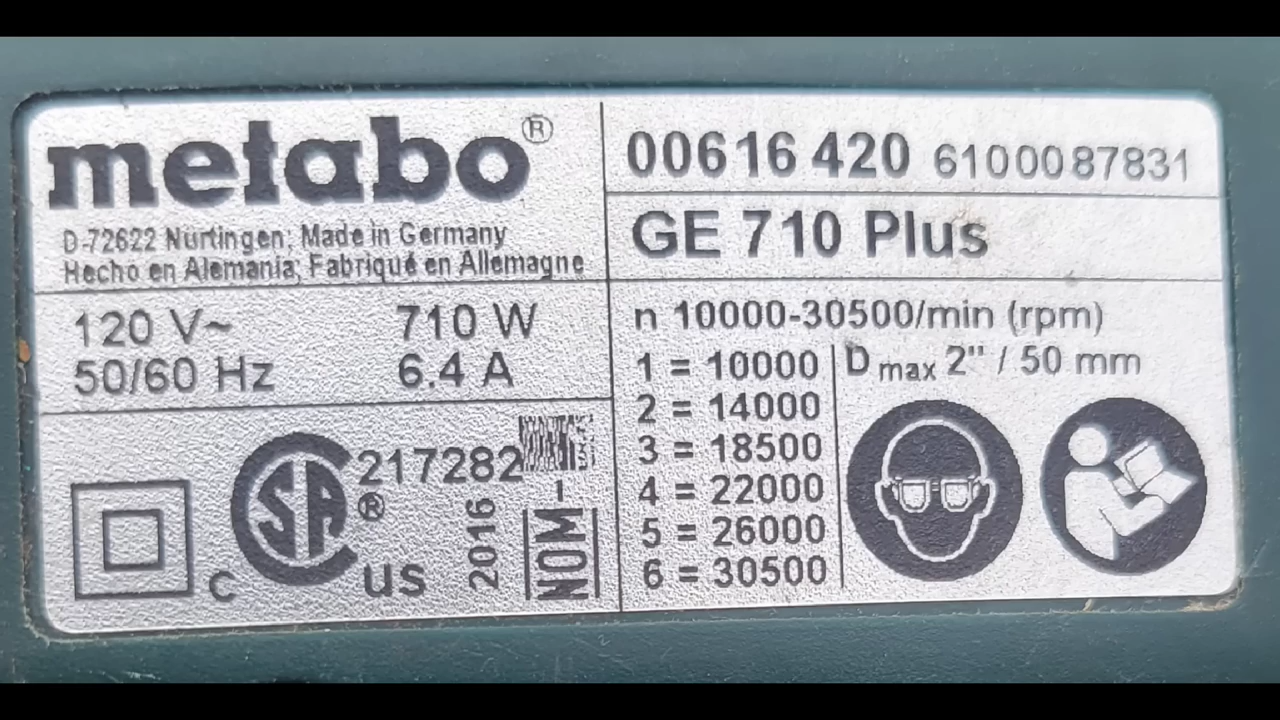 metabo®
D-72622 Nürtingen; Made in Germany
Hecho en Alemania; Fabriqué en Allemagne
120 V~ 710 W
50/60 Hz 6.4 A
217282
®
C US
2016
NOM-
00616 420 6100087831
GE 710 Plus
n 10000-30500/min (rpm)
1 = 10000
2 = 14000
3 = 18500
4 = 22000
5 = 26000
6 = 30500
D max 2" / 50 mm